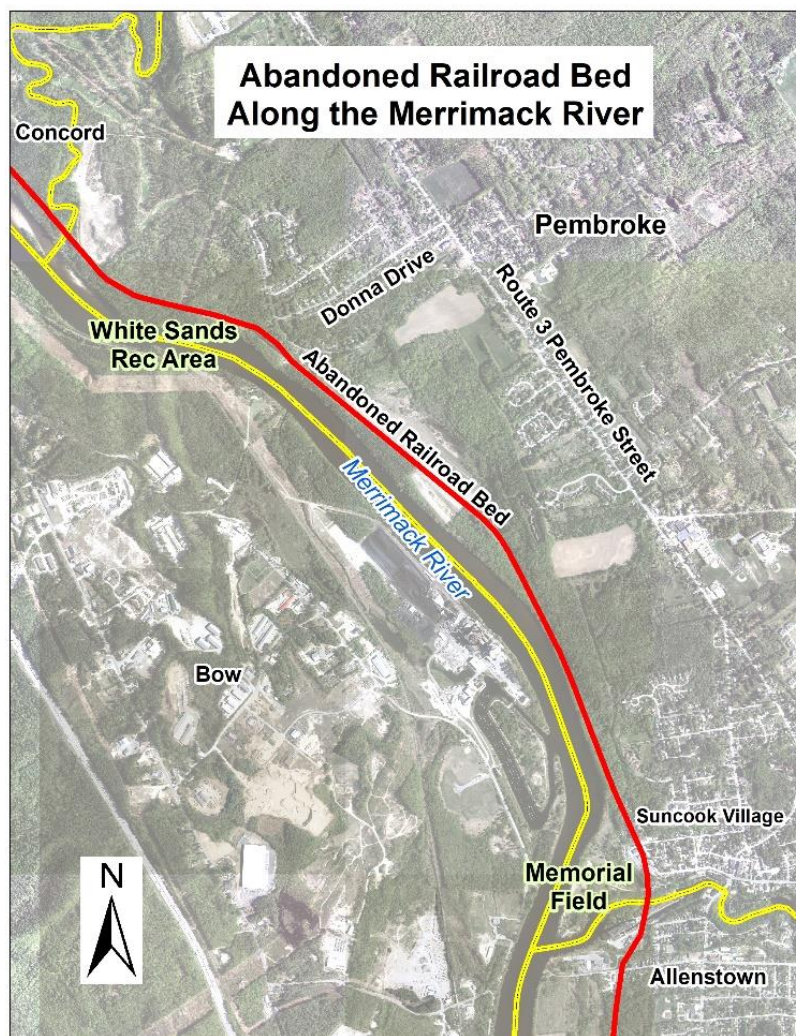 Abandoned Railroad Bed
Along the Merrimack River
Concord
Pembroke
Donna Drive
Route 3 Pembroke Street
White Sands
Rec Area
Abandoned Railroad Bed
Merrimack River
Bow
Suncook Village
Memorial
Field
N
Allenstown